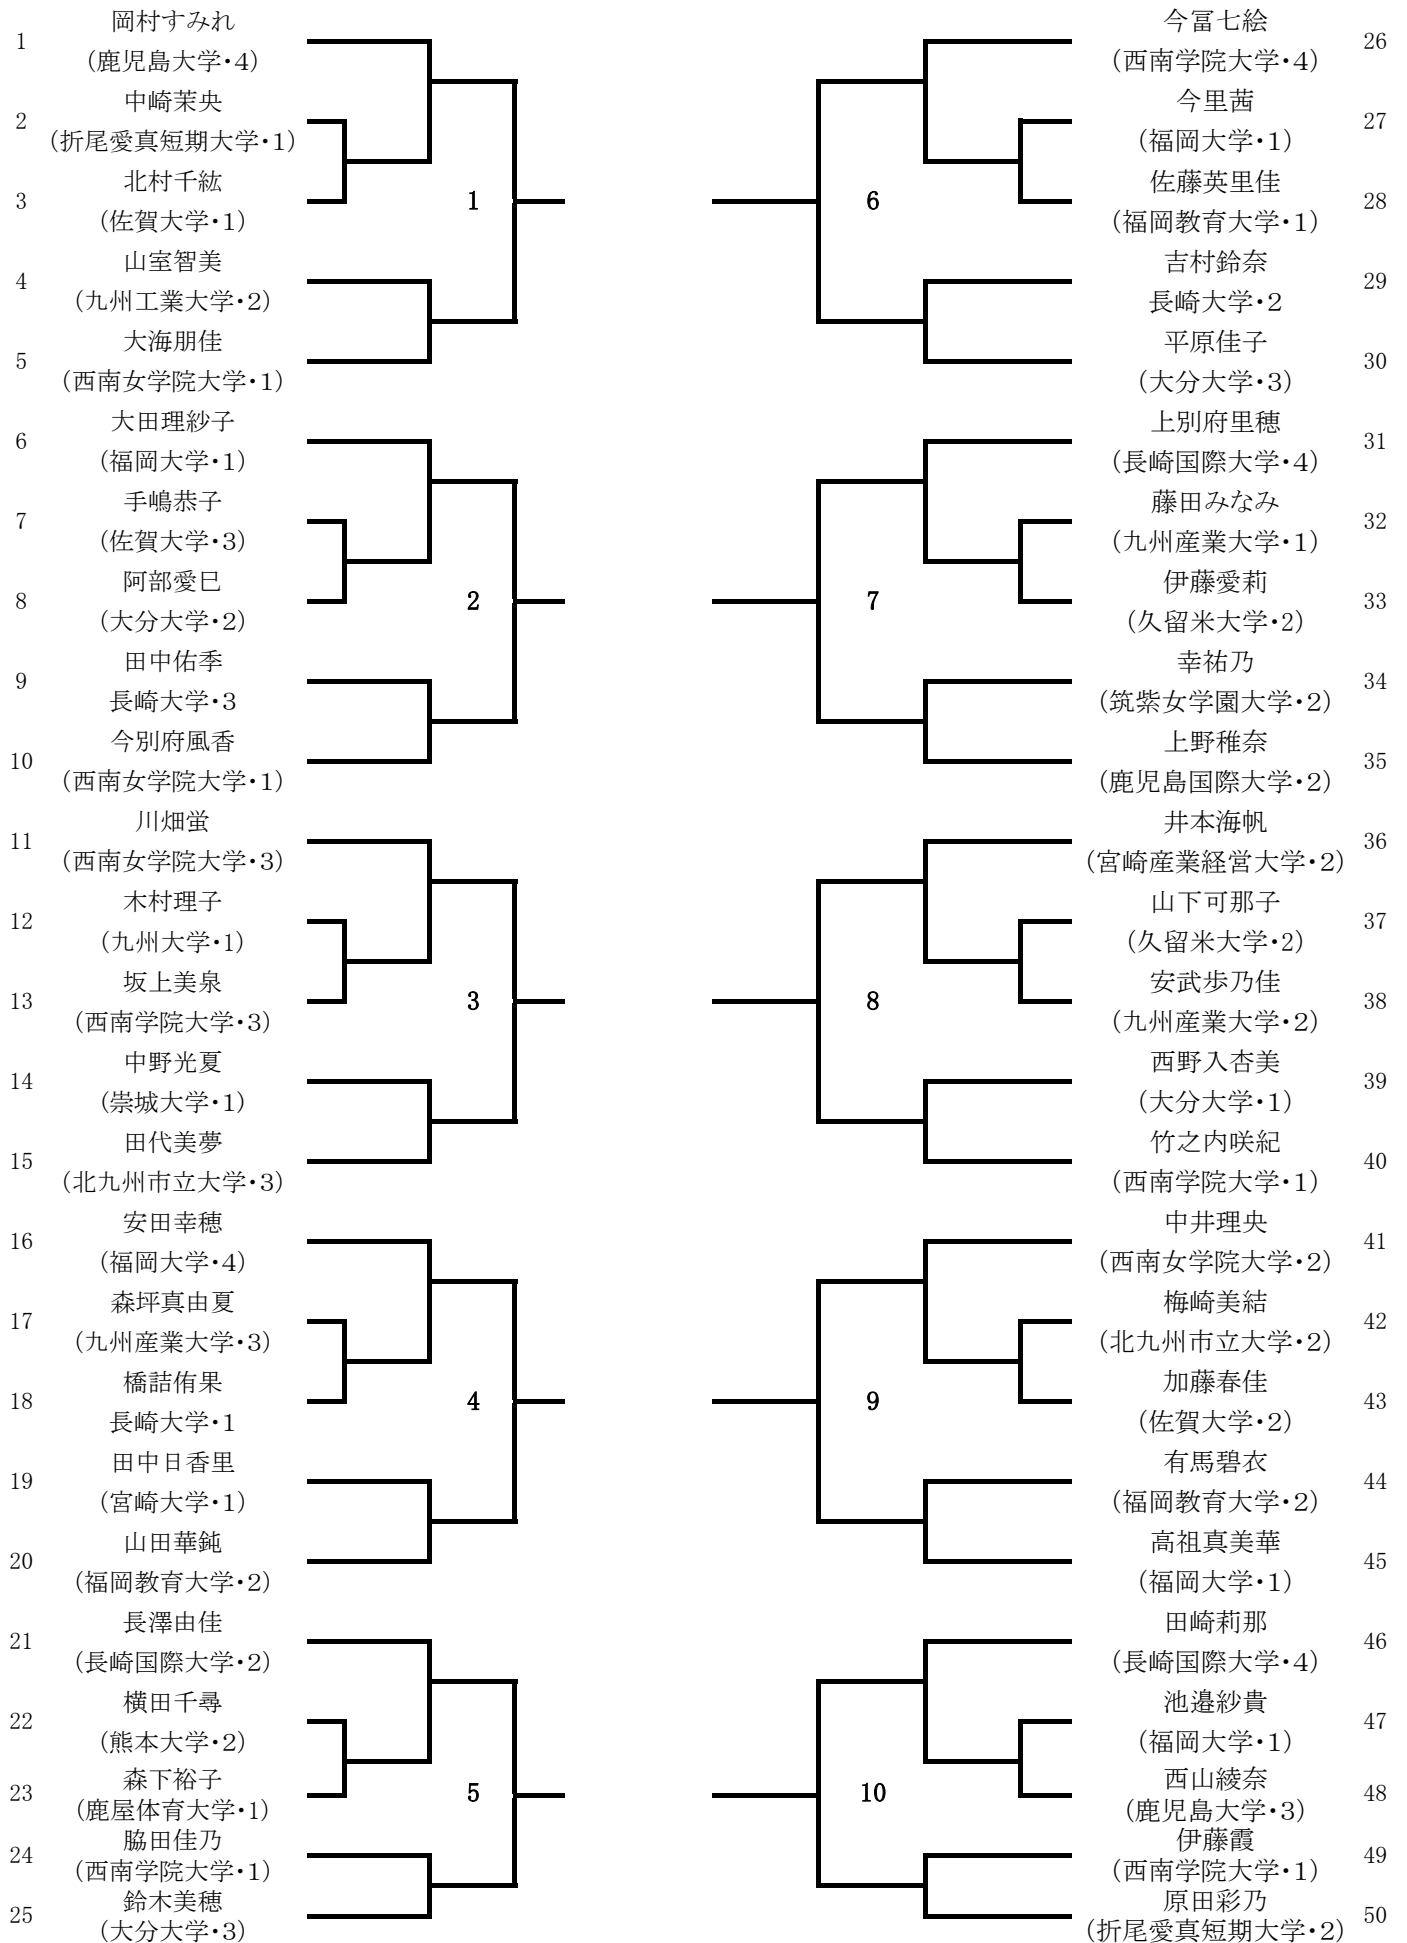 岡村すみれ
1
(鹿児島大学・4)
中崎茉央
2
(折尾愛真短期大学・1)
北村千紘
3
(佐賀大学・1)
1
山室智美
4
(九州工業大学・2)
大海朋佳
5
(西南女学院大学・1)
大田理紗子
6
(福岡大学・1)
手嶋恭子
7
(佐賀大学・3)
阿部愛巳
8
(大分大学・2)
2
田中佑季
9
長崎大学・3
今別府風香
10
(西南女学院大学・1)
川畑蛍
11
(西南女学院大学・3)
木村理子
12
(九州大学・1)
坂上美泉
13
(西南学院大学・3)
3
中野光夏
14
(崇城大学・1)
田代美夢
15
(北九州市立大学・3)
安田幸穂
16
(福岡大学・4)
森坪真由夏
17
(九州産業大学・3)
橋詰侑果
18
長崎大学・1
4
田中日香里
19
(宮崎大学・1)
山田華鈍
20
(福岡教育大学・2)
長澤由佳
21
(長崎国際大学・2)
横田千尋
22
(熊本大学・2)
森下裕子
23
(鹿屋体育大学・1)
5
脇田佳乃
24
(西南学院大学・1)
鈴木美穂
25
(大分大学・3)
今冨七絵
26
(西南学院大学・4)
今里茜
27
(福岡大学・1)
佐藤英里佳
28
(福岡教育大学・1)
6
吉村鈴奈
29
長崎大学・2
平原佳子
30
(大分大学・3)
上別府里穂
31
(長崎国際大学・4)
藤田みなみ
32
(九州産業大学・1)
伊藤愛莉
33
(久留米大学・2)
7
幸祐乃
34
(筑紫女学園大学・2)
上野稚奈
35
(鹿児島国際大学・2)
井本海帆
36
(宮崎産業経営大学・2)
山下可那子
37
(久留米大学・2)
安武歩乃佳
38
(九州産業大学・2)
8
西野入杏美
39
(大分大学・1)
竹之内咲紀
40
(西南学院大学・1)
中井理央
41
(西南女学院大学・2)
梅崎美結
42
(北九州市立大学・2)
加藤春佳
43
(佐賀大学・2)
9
有馬碧衣
44
(福岡教育大学・2)
高祖真美華
45
(福岡大学・1)
田崎莉那
46
(長崎国際大学・4)
池邉紗貴
47
(福岡大学・1)
西山綾奈
48
(鹿児島大学・3)
10
伊藤霞
49
(西南学院大学・1)
原田彩乃
50
(折尾愛真短期大学・2)